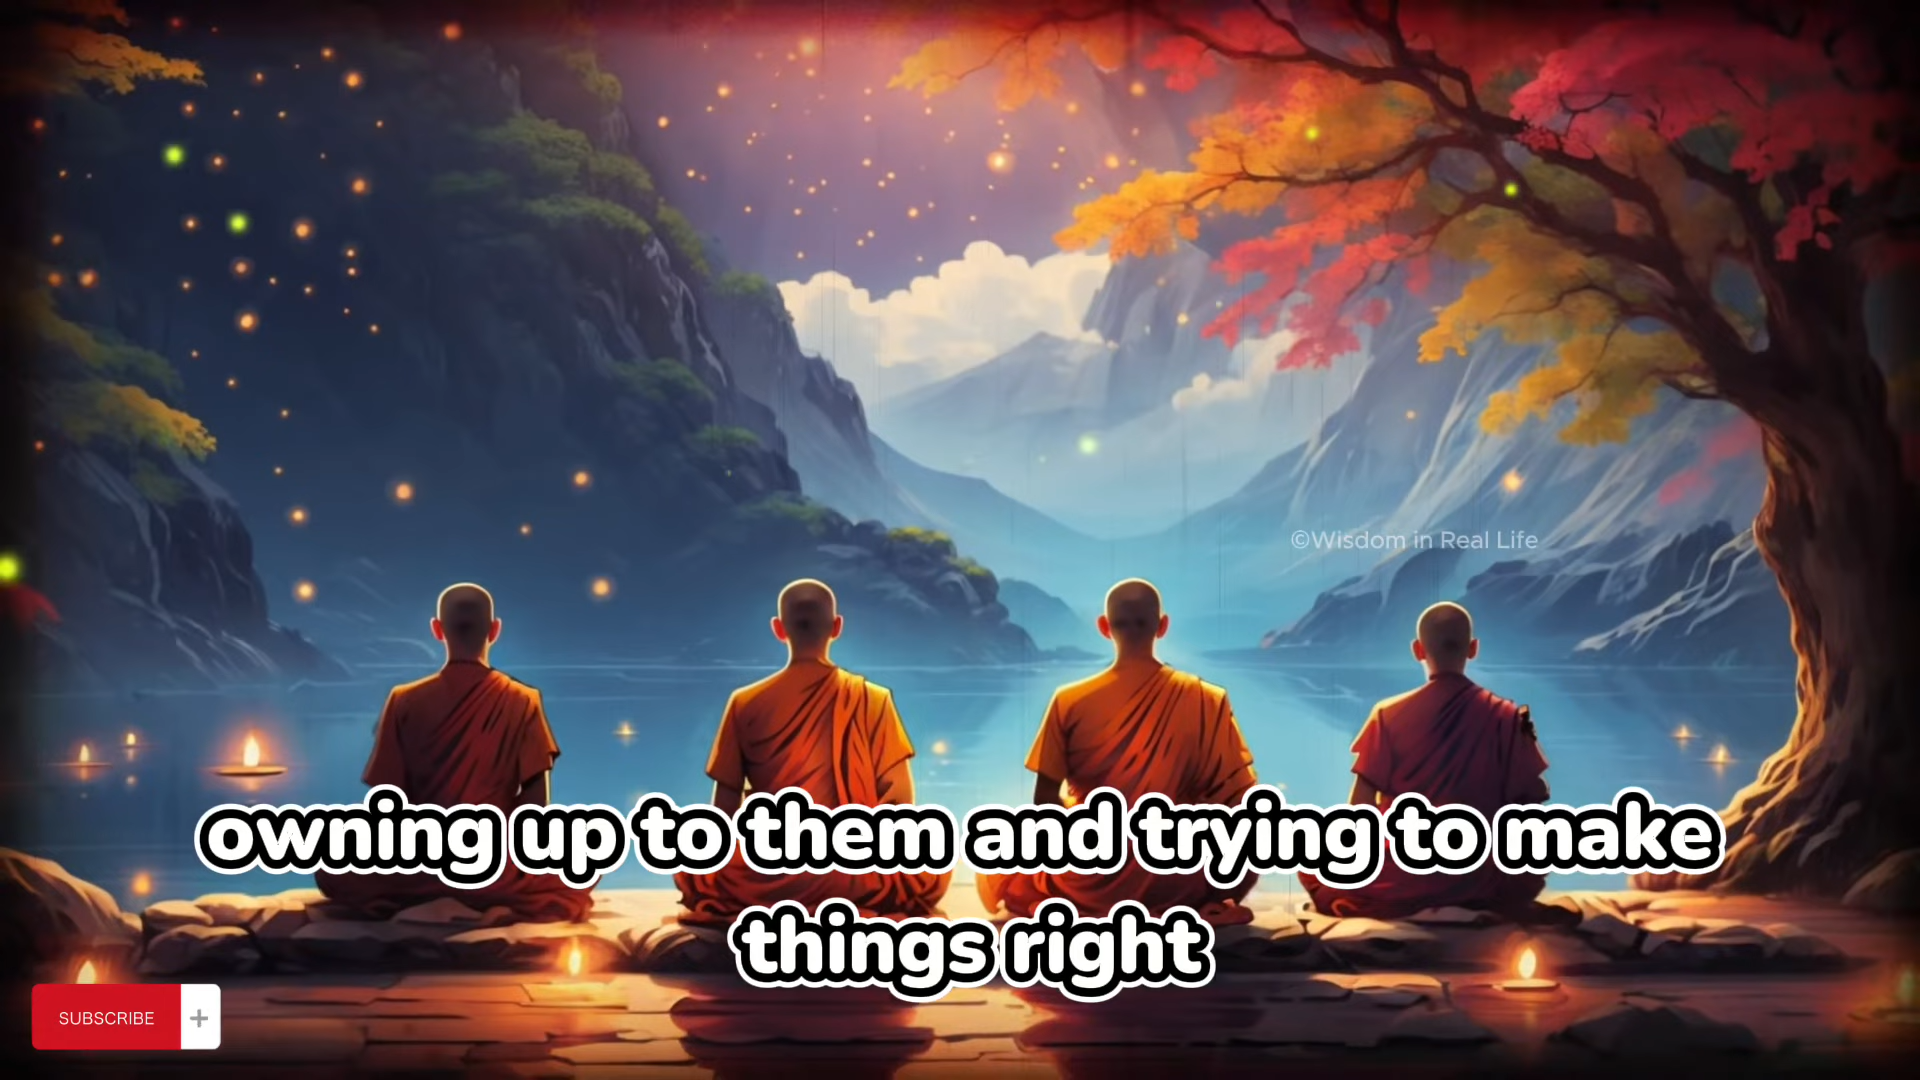 ©Wisdom in Real Life
owning up to them and trying to make
things right
SUBSCRIBE +